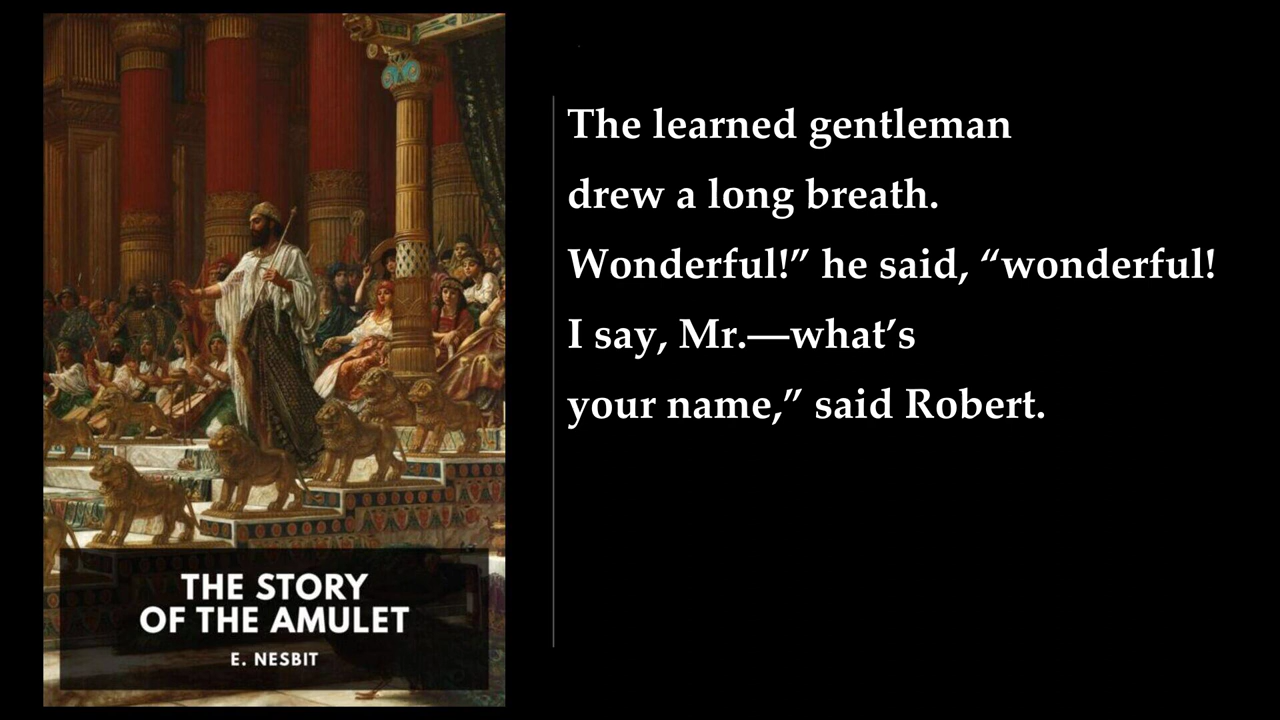 The learned gentleman
drew a long breath.
Wonderful!” he said, “wonderful!
I say, Mr.—what’s
your name,” said Robert.
THE STORY
OF THE AMULET
E. NESBIT